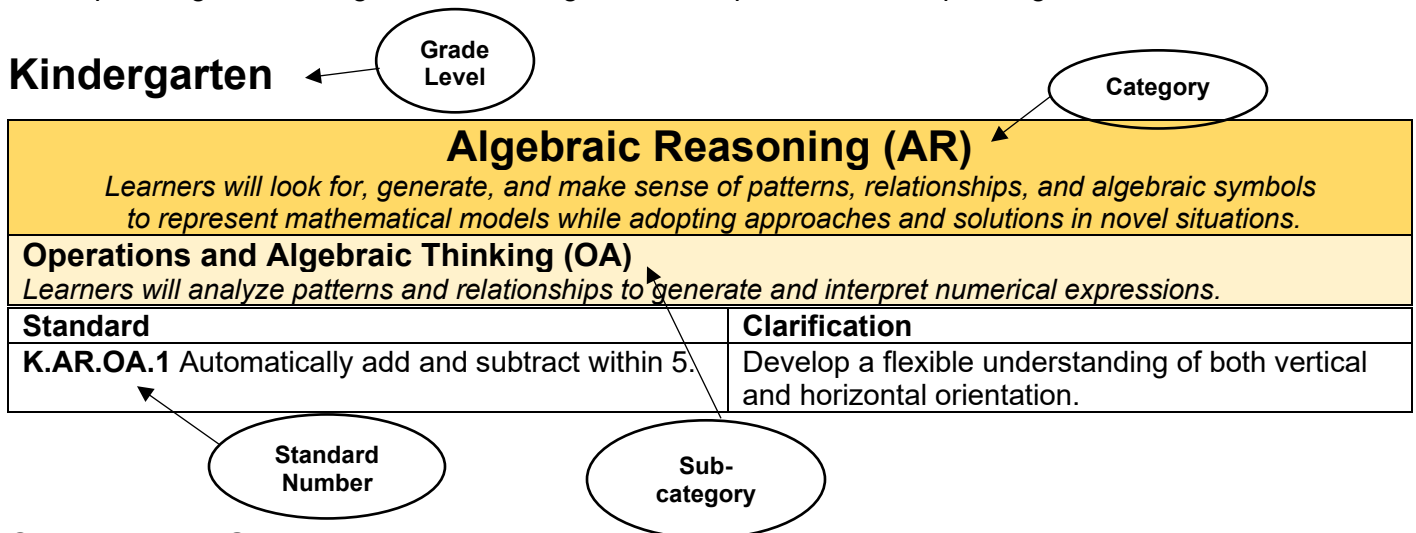 Grade
Level
Kindergarten
Category
Algebraic Reasoning (AR)
Learners will look for, generate, and make sense of patterns, relationships, and algebraic symbols
to represent mathematical models while adopting approaches and solutions in novel situations.
Operations and Algebraic Thinking (OA)
Learners will analyze patterns and relationships to generate and interpret numerical expressions.
Standard
Clarification
K.AR.OA.1 Automatically add and subtract within 5.
Develop a flexible understanding of both vertical
and horizontal orientation.
Standard
Number
Sub-
category